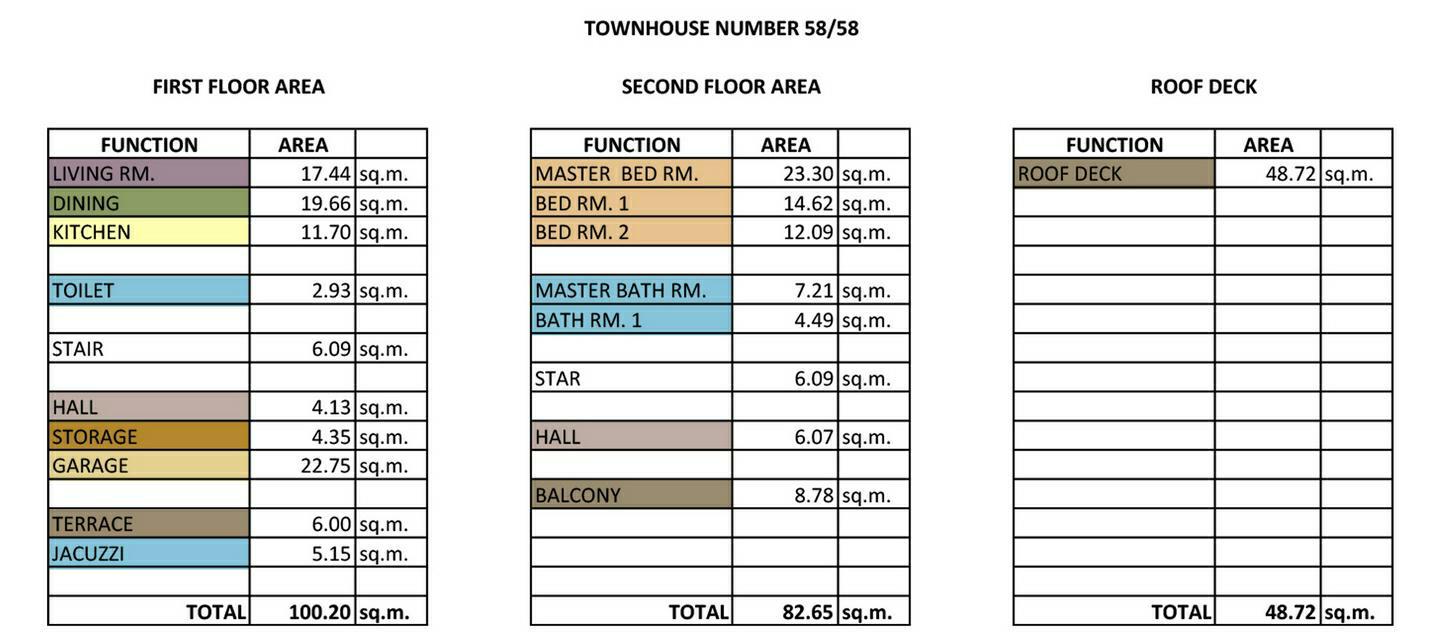 TOWNHOUSE NUMBER 58/58
FIRST FLOOR AREA
FUNCTION AREA
LIVING RM. 17.44 sq.m.
DINING 19.66 sq.m.
KITCHEN 11.70 sq.m.
TOILET 2.93 sq.m.
STAIR 6.09 sq.m.
HALL 4.13 sq.m.
STORAGE 4.35 sq.m.
GARAGE 22.75 sq.m.
TERRACE 6.00 sq.m.
JACUZZI 5.15 sq.m.
TOTAL 100.20 sq.m.
SECOND FLOOR AREA
FUNCTION AREA
MASTER BED RM. 23.30 sq.m.
BED RM. 1 14.62 sq.m.
BED RM. 2 12.09 sq.m.
MASTER BATH RM. 7.21 sq.m.
BATH RM. 1 4.49 sq.m.
STAR 6.09 sq.m.
HALL 6.07 sq.m.
BALCONY 8.78 sq.m.
TOTAL 82.65 sq.m.
ROOF DECK
FUNCTION AREA
ROOF DECK 48.72 sq.m.
TOTAL 48.72 sq.m.